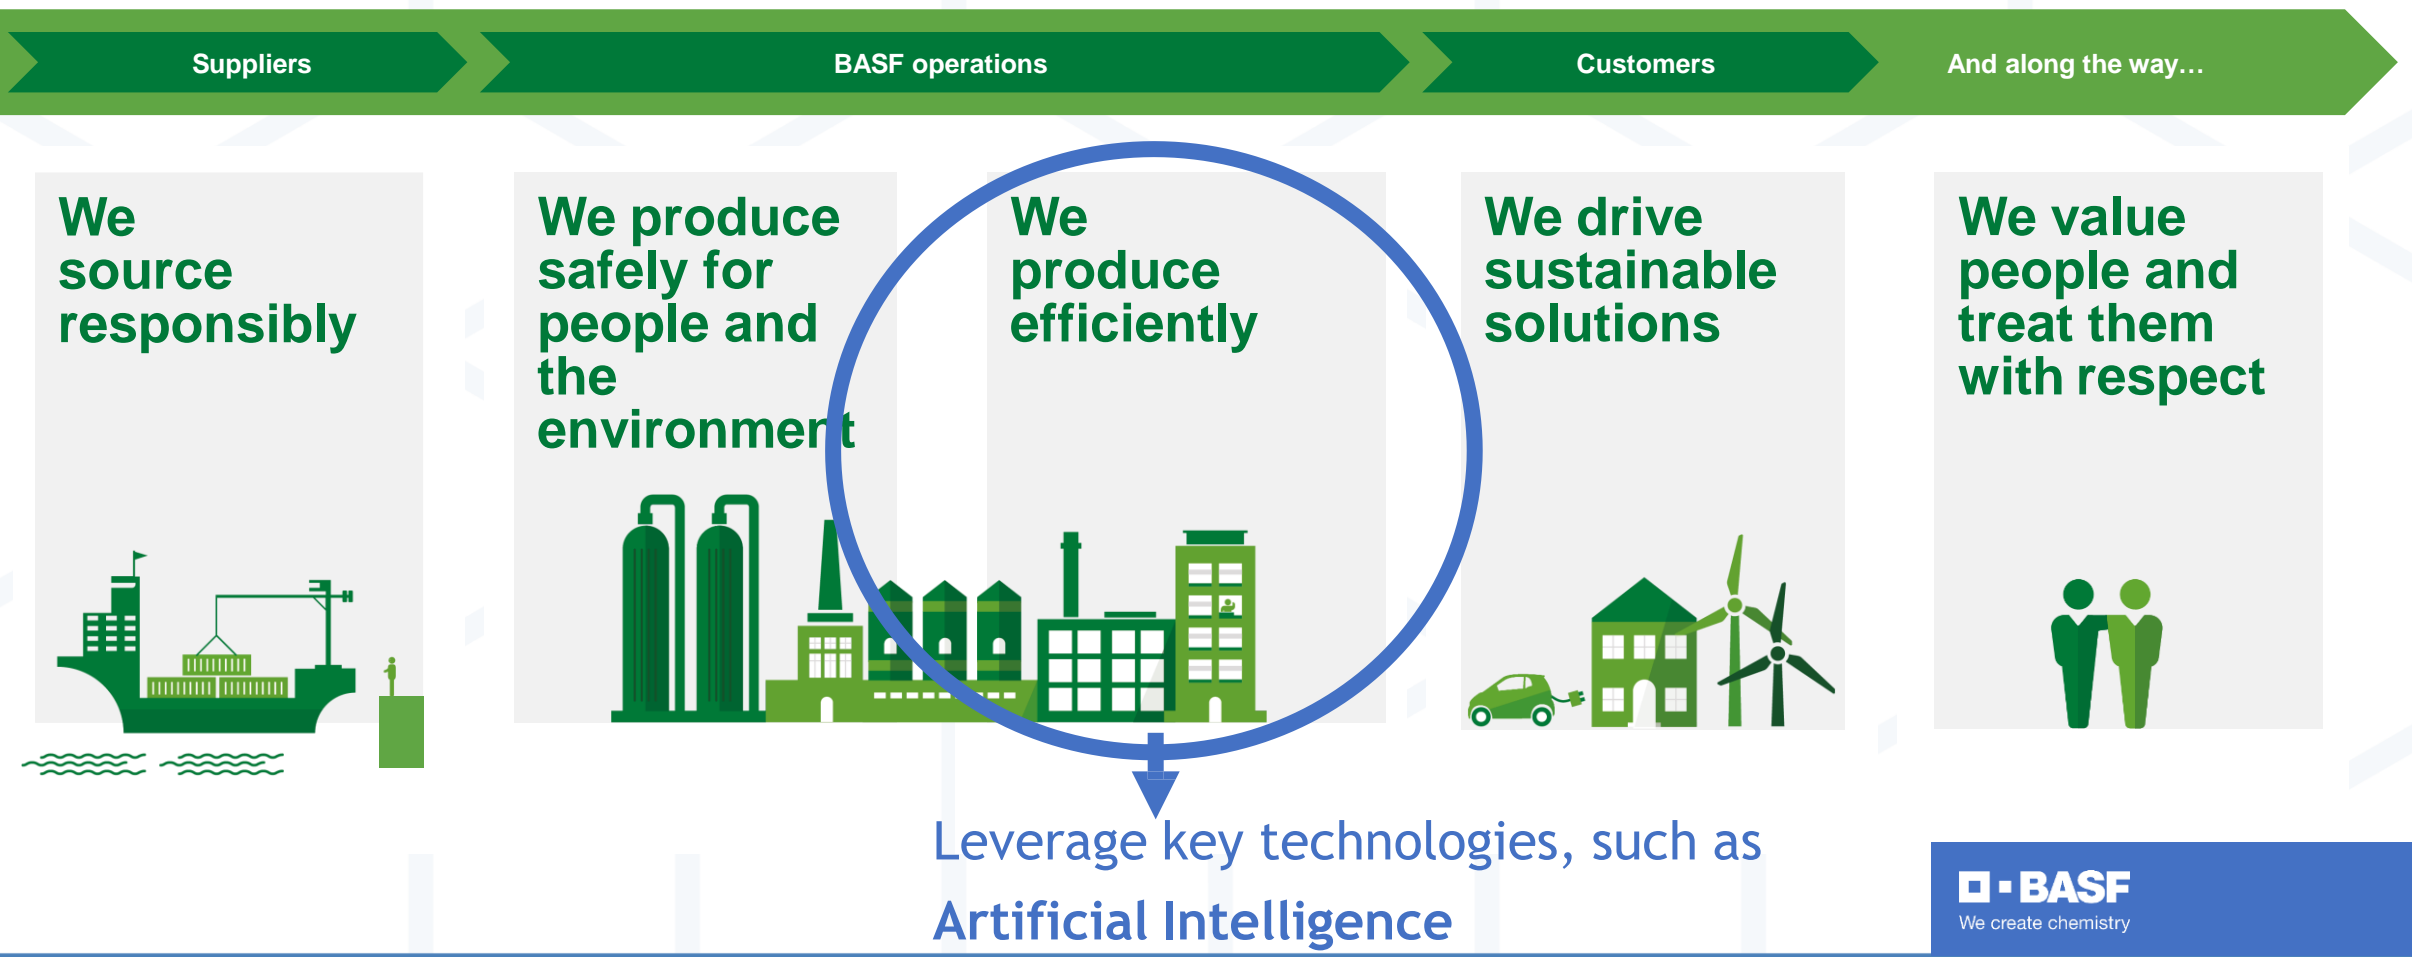 Suppliers
BASF operations
Customers
And along the way...
We
source
responsibly
We produce
safely for
people and
the
environment
We
produce
efficiently
We drive
sustainable
solutions
We value
people and
treat them
with respect
Leverage key technologies, such as
Artificial Intelligence
BASF
We create chemistry